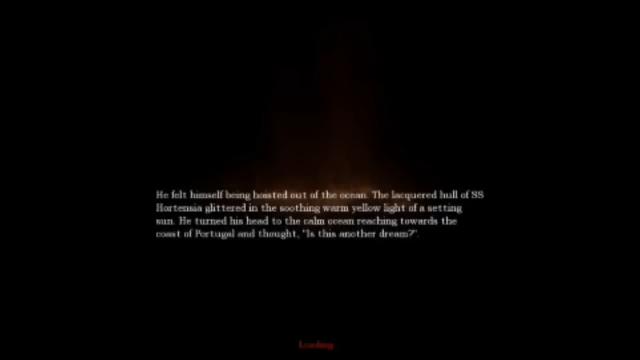 He felt himself being hoisted out of the ocean. The lacquered hull of SS
Hortensia glittered in the soothing warm yellow light of a setting
sun. He turned his head to the calm ocean reaching towards the
coast of Portugal and thought, "Is this another dream?".
Loading